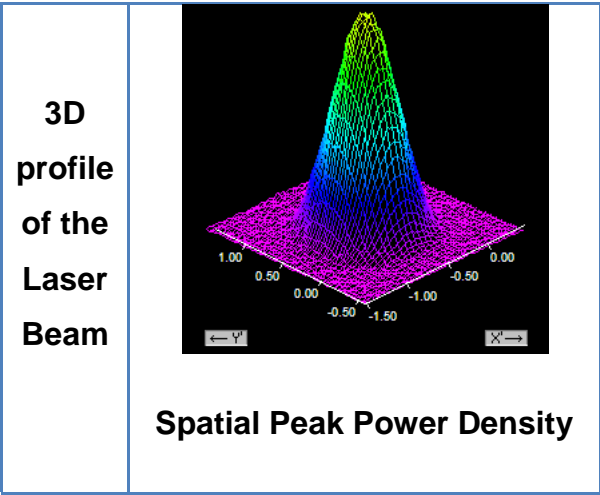 3D
profile
of the
Laser
Beam
1.00
0.50
0.00
-0.50
-1.50
-1.00
-0.50
0.00
← Y'
X' →
Spatial Peak Power Density